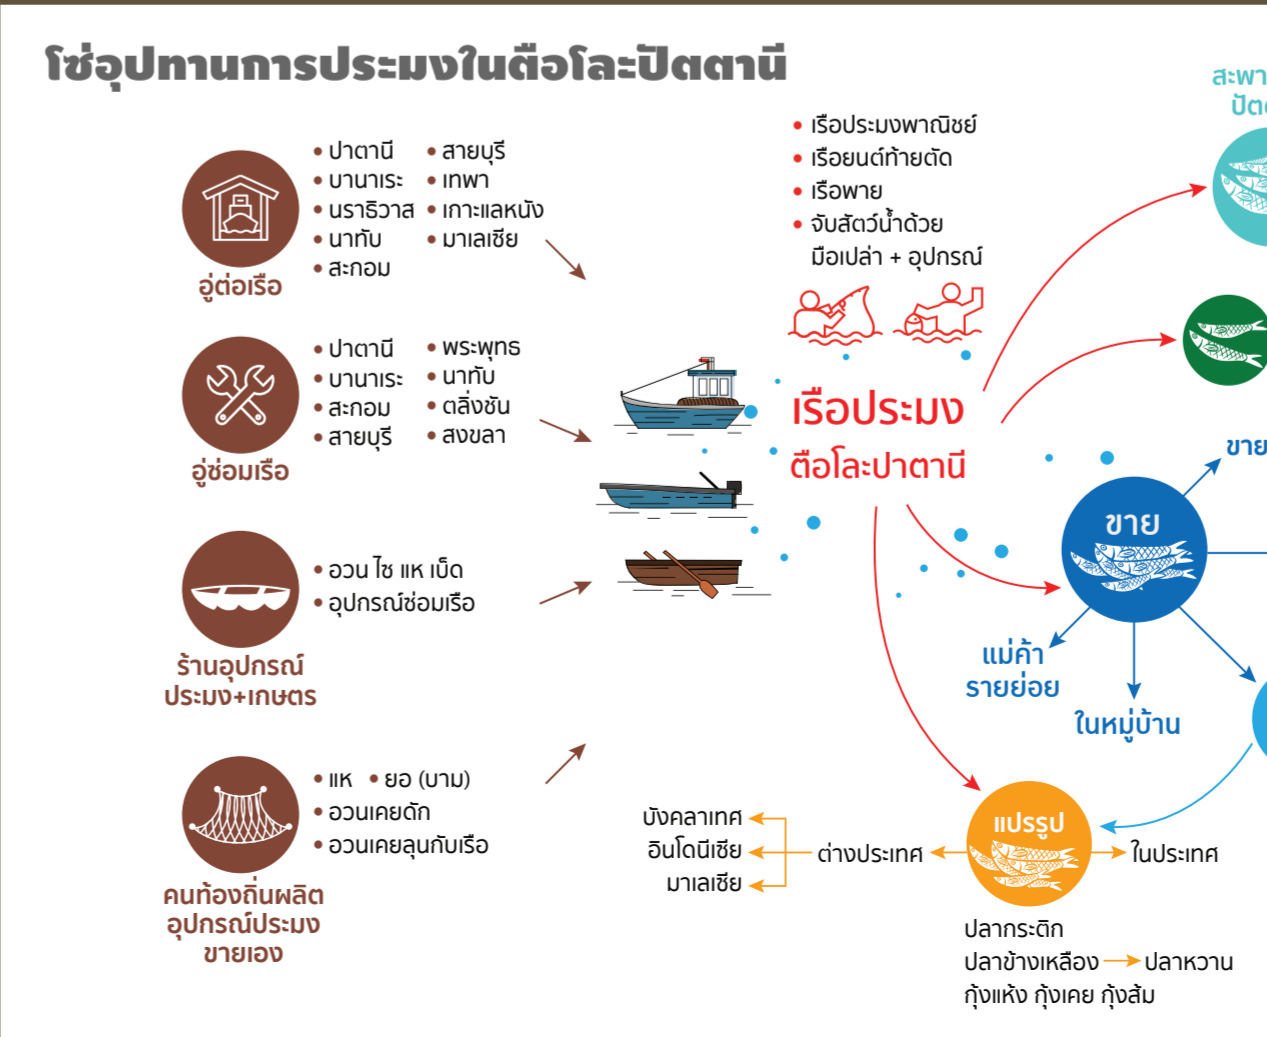 โซ่อุปทานการประมงในตือโละปัตตานี
อู่ต่อเรือ
• ปาตานี
• บานาเระ
• นราธิวาส
• นาทับ
• สะกอม
• สายบุรี
• เทพา
• เกาะแลหนัง
• มาเลเซีย
อู่ซ่อมเรือ
• ปาตานี
• บานาเระ
• สะกอม
• สายบุรี
• พระพุทธ
• นาทับ
• ตลิ่งชัน
• สงขลา
ร้านอุปกรณ์
ประมง+เกษตร
• อวน ไซ แห เบ็ด
• อุปกรณ์ซ่อมเรือ
คนท้องถิ่นผลิต
อุปกรณ์ประมง
ขายเอง
• แห • ยอ (บาม)
• อวนเคยดัก
• อวนเคยลุนกับเรือ
• เรือประมงพาณิชย์
• เรือยนต์ท้ายตัด
• เรือพาย
• จับสัตว์น้ำด้วย
มือเปล่า + อุปกรณ์
เรือประมง
ตือโละปาตานี
ขาย
ขาย
แม่ค้า
รายย่อย
ในหมู่บ้าน
แปรรูป
ในประเทศ
ต่างประเทศ
บังคลาเทศ
อินโดนีเซีย
มาเลเซีย
ปลากระติก
ปลาข้างเหลือง ปลาหวาน
กุ้งแห้ง กุ้งเคย กุ้งส้ม